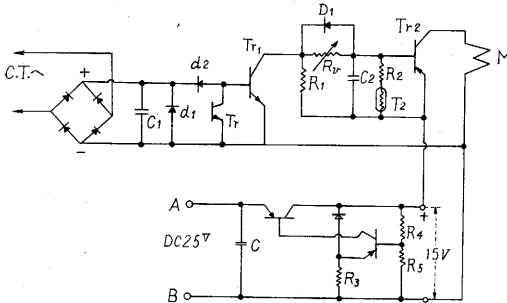 D1
Tr2
C.T.~
+
d2
Tr1
Rv
R1
C2
R2
T2
M
C1
d1
Tr
-
A
DC25V
C
R3
+
R4
R5
15V
B